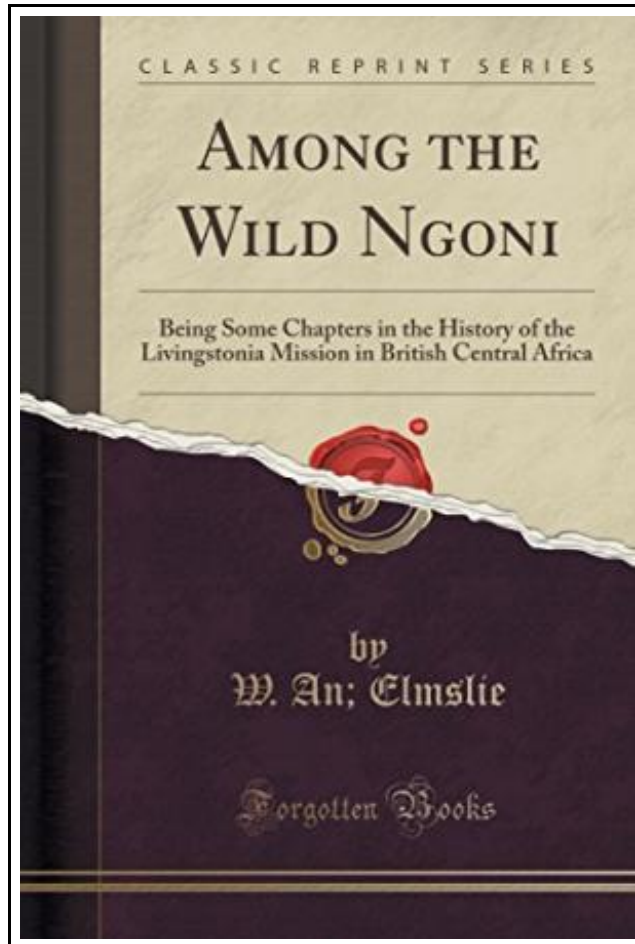 CLASSIC REPRINT SERIES
AMONG THE
WILD NGONI
Being Some Chapters in the History of the
Livingstonia Mission in British Central Africa
by
W. An; Elmslie
Forgotten Books